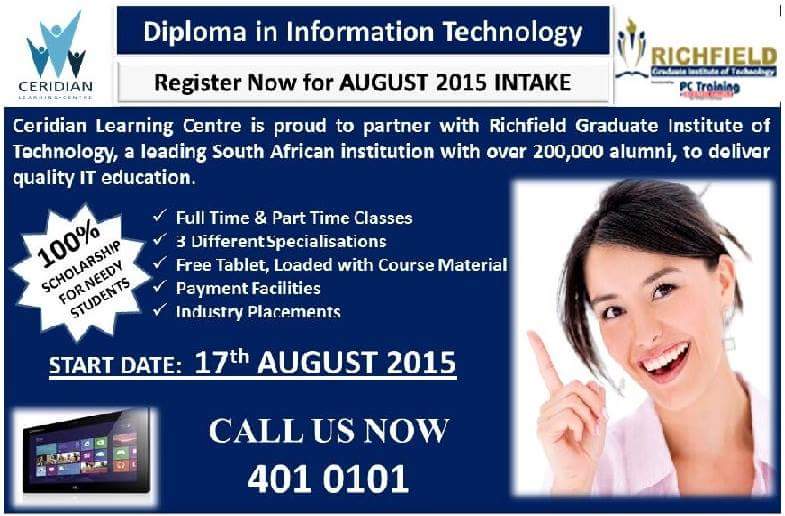 CERIDIAN
LEARNING CENTRE
Diploma in Information Technology
Register Now for AUGUST 2015 INTAKE
RICHFIELD
Graduate Institute of Technology
PC Training
Ceridian Learning Centre is proud to partner with Richfield Graduate Institute of
Technology, a leading South African institution with over 200,000 alumni, to deliver
quality IT education.
100%
SCHOLARSHIP
FOR NEEDY
STUDENTS
✓ Full Time & Part Time Classes
✓ 3 Different Specialisations
✓ Free Tablet, Loaded with Course Material
✓ Payment Facilities
✓ Industry Placements
START DATE: 17th AUGUST 2015
CALL US NOW
401 0101